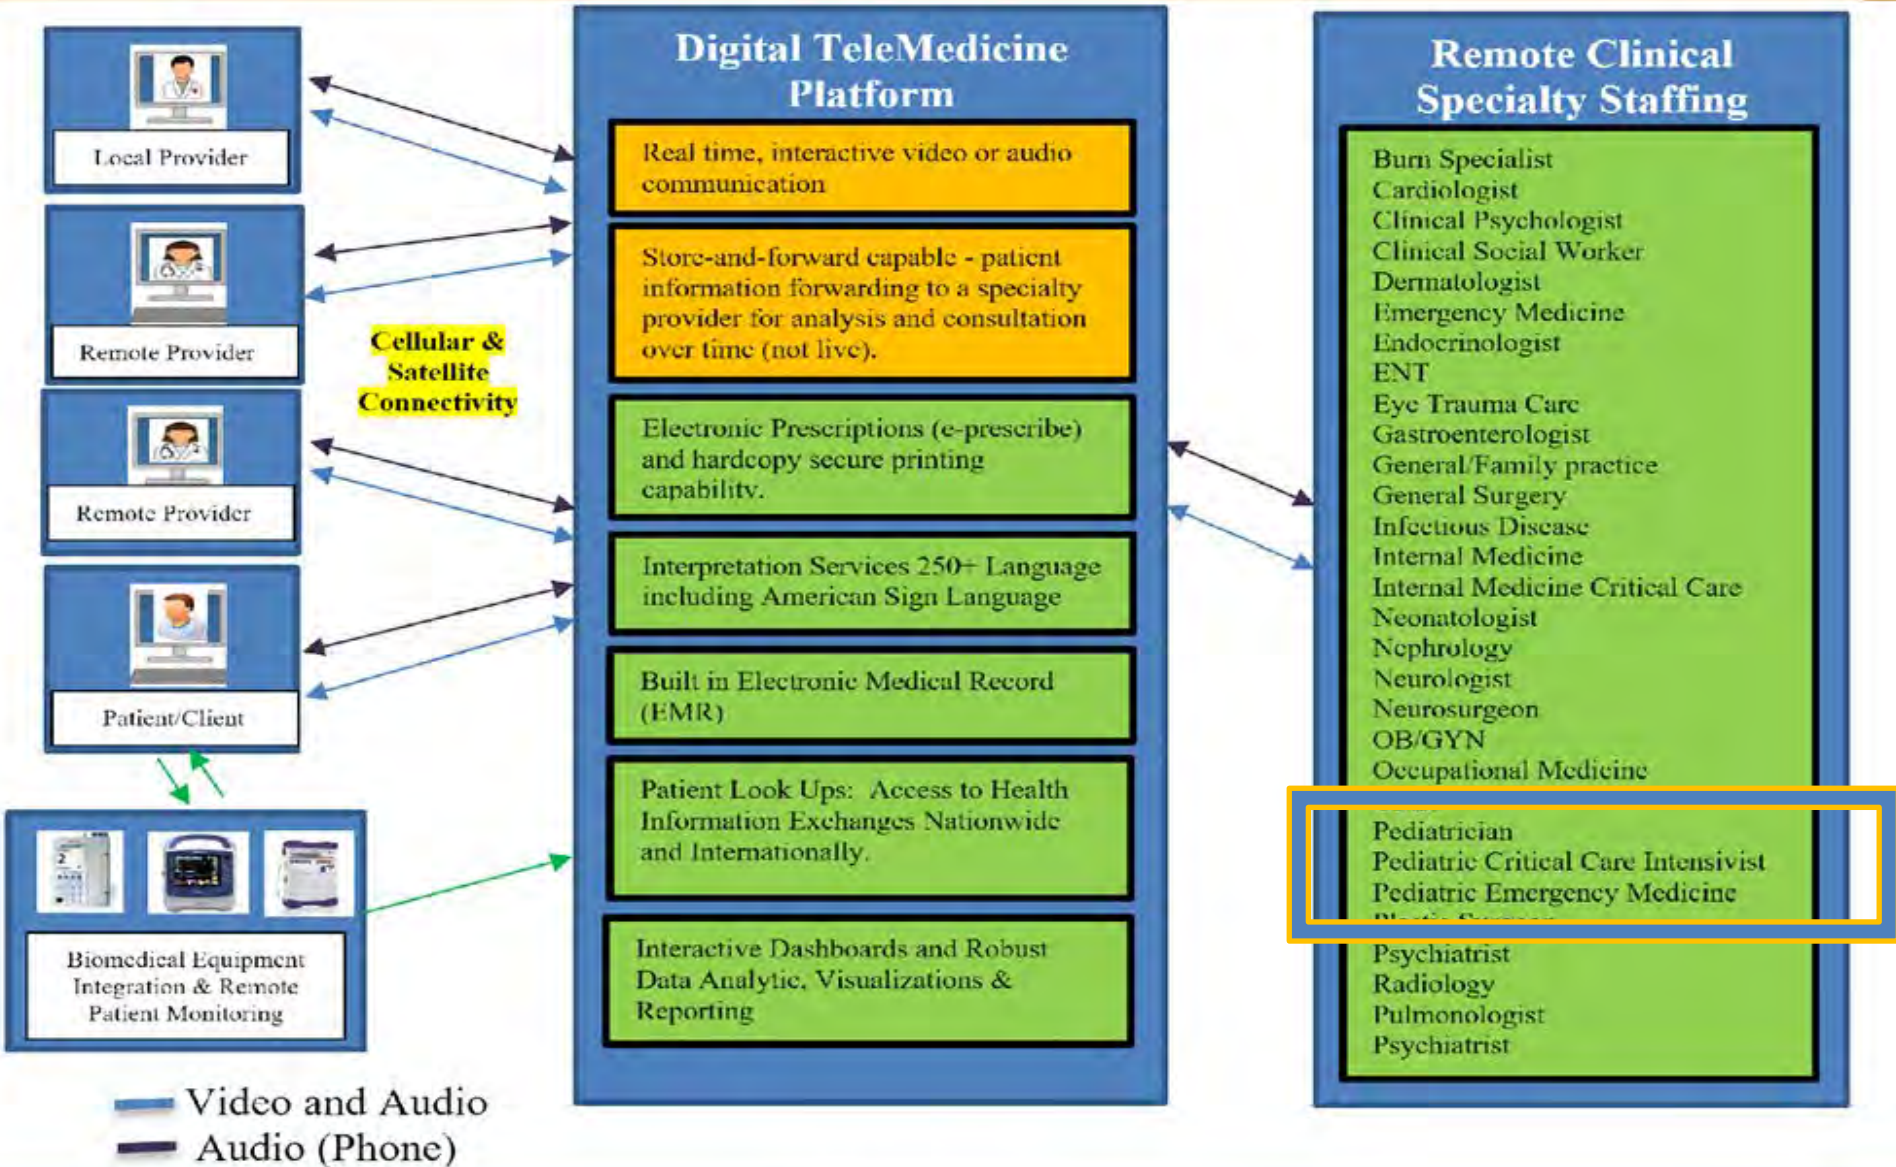 Local Provider
Remote Provider
Remote Provider
Patient/Client
Biomedical Equipment
Integration & Remote
Patient Monitoring
Cellular &
Satellite
Connectivity
Video and Audio
Audio (Phone)
Digital TeleMedicine
Platform
Real time, interactive video or audio
communication
Store-and-forward capable - patient
information forwarding to a specialty
provider for analysis and consultation
over time (not live).
Electronic Prescriptions (e-prescribe)
and hardcopy secure printing
capability.
Interpretation Services 250+ Language
including American Sign Language
Built in Electronic Medical Record
(EMR)
Patient Look Ups: Access to Health
Information Exchanges Nationwide
and Internationally.
Interactive Dashboards and Robust
Data Analytic, Visualizations &
Reporting
Remote Clinical
Specialty Staffing
Burn Specialist
Cardiologist
Clinical Psychologist
Clinical Social Worker
Dermatologist
Emergency Medicine
Endocrinologist
ENT
Eye Trauma Care
Gastroenterologist
General/Family practice
General Surgery
Infectious Disease
Internal Medicine
Internal Medicine Critical Care
Neonatologist
Nephrology
Neurologist
Neurosurgeon
OB/GYN
Occupational Medicine
Pediatrician
Pediatric Critical Care Intensivist
Pediatric Emergency Medicine
Psychiatrist
Radiology
Pulmonologist
Psychiatrist